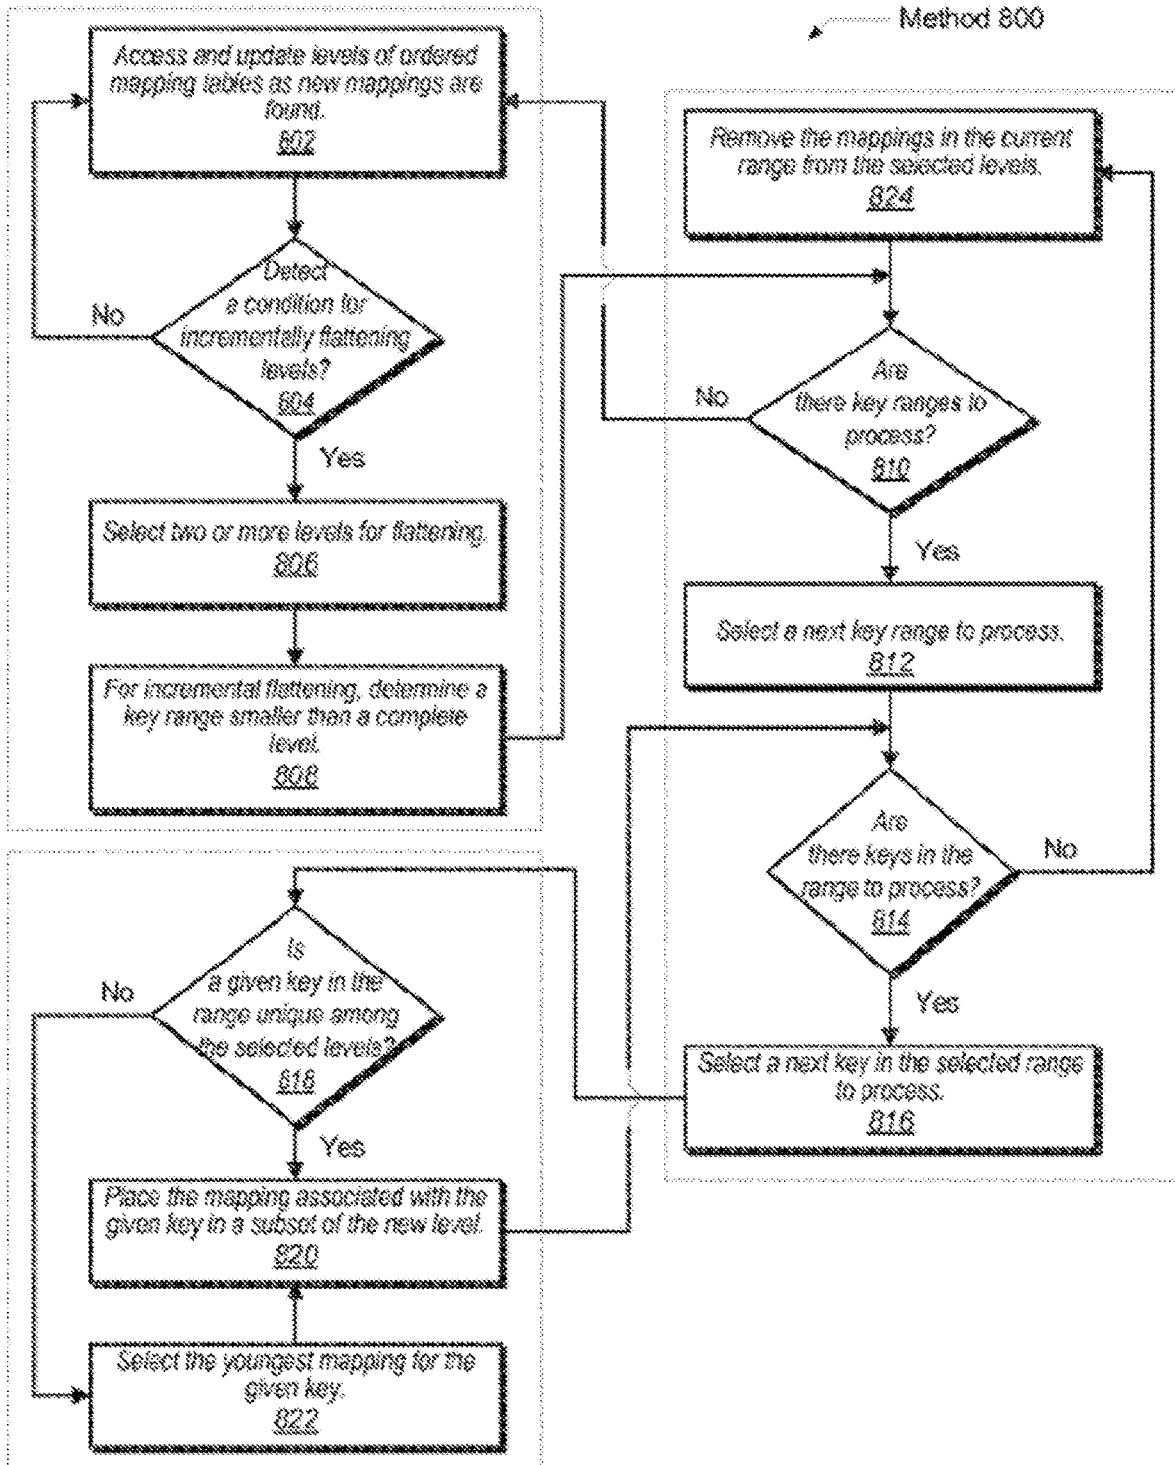 Method 800
Access and update levels of ordered
mapping tables as new mappings are
found.
802
Detect
a condition for
incrementally flattening
levels?
804
No
Yes
Select two or more levels for flattening.
806
For incremental flattening, determine a
key range smaller than a complete
level.
808
Remove the mappings in the current
range from the selected levels.
824
Are
there key ranges to
process?
810
No
Yes
Select a next key range to process.
812
Are
there keys in the
range to process?
814
No
Yes
Select a next key in the selected range
to process.
816
Is
a given key in the
range unique among
the selected levels?
818
No
Yes
Place the mapping associated with the
given key in a subset of the new level.
820
Select the youngest mapping for the
given key.
822